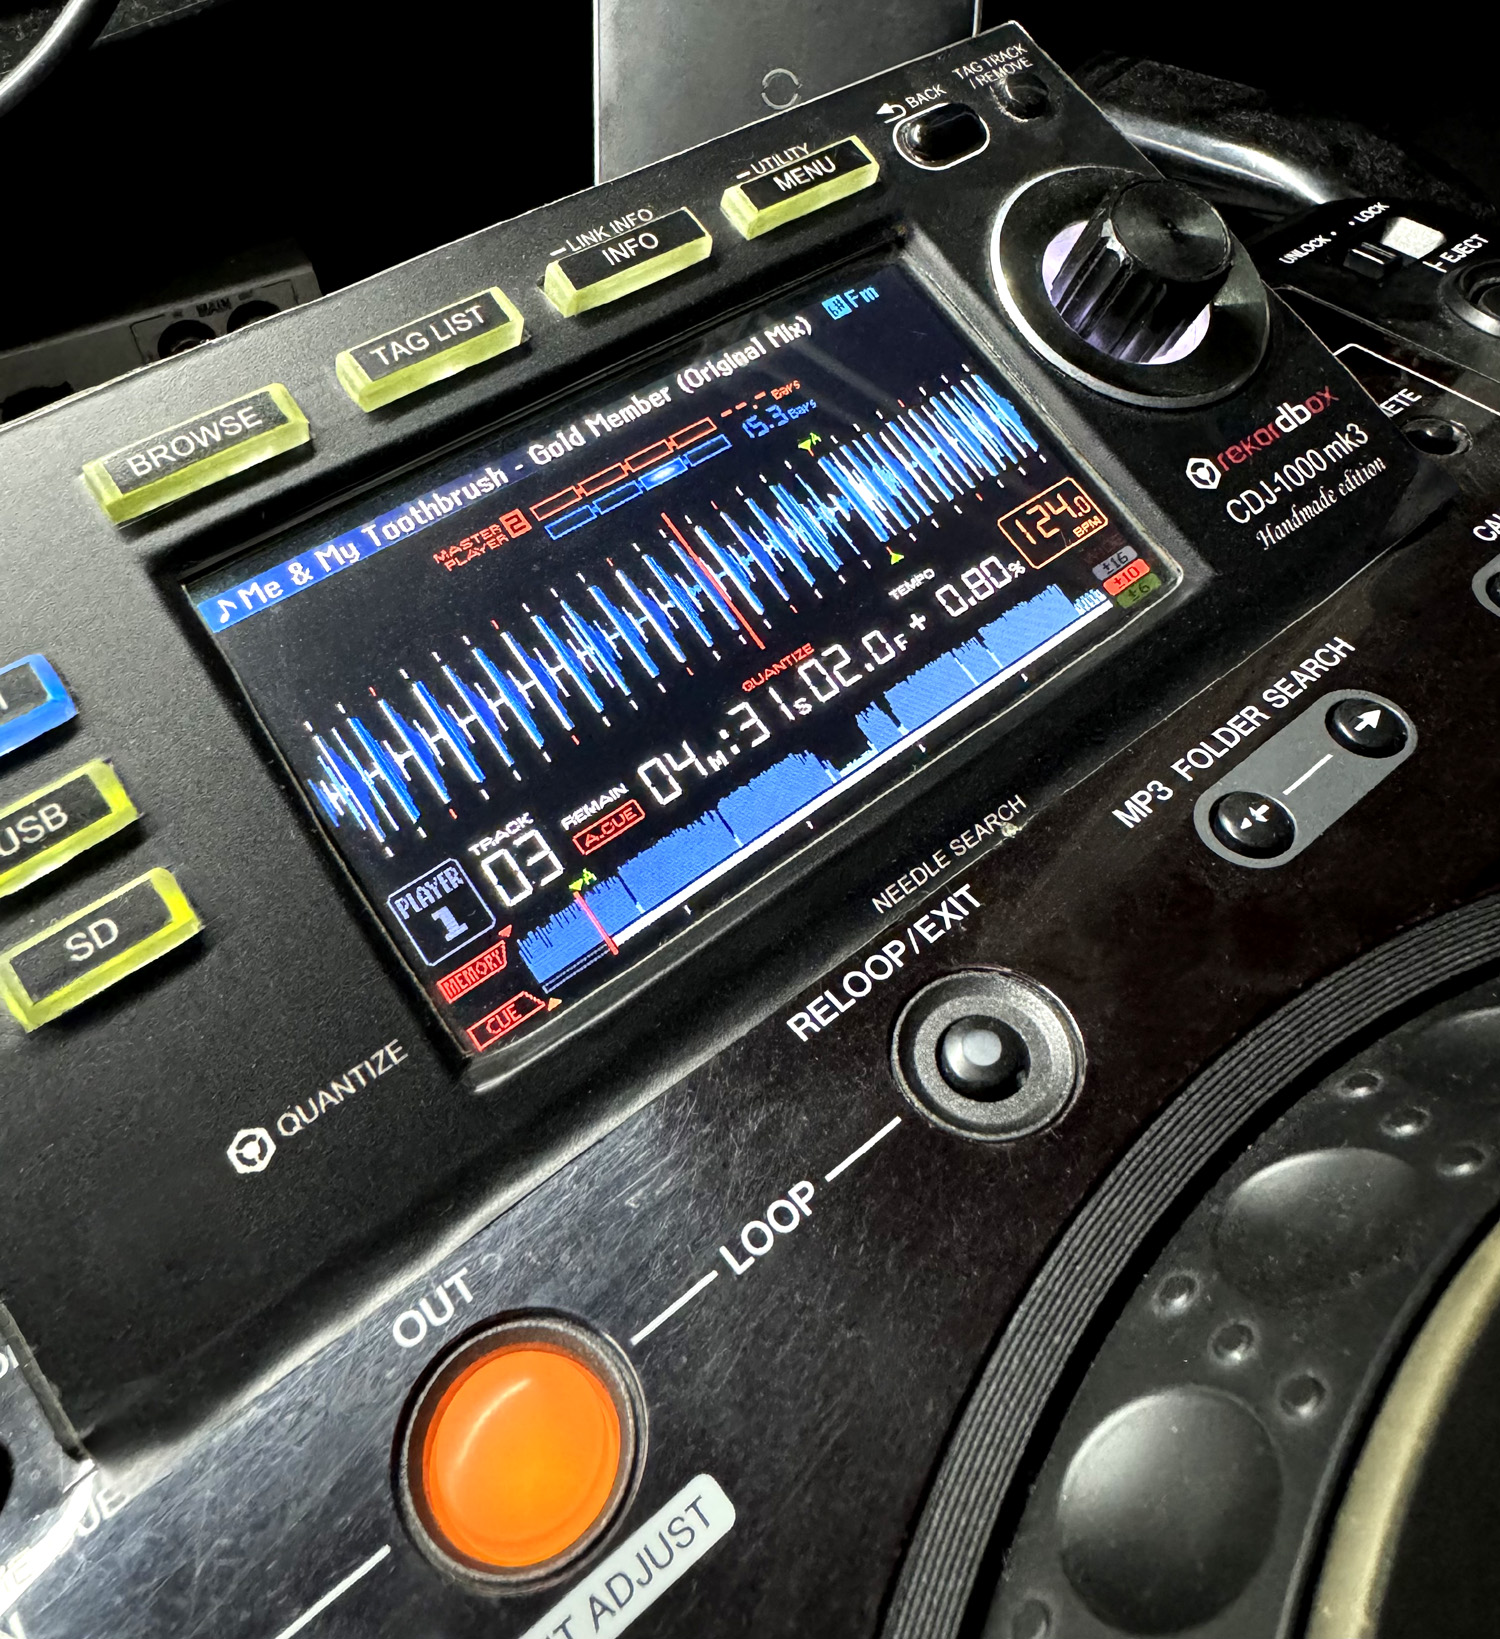 TAG TRACK
/ REMOVE
BACK
UTILITY
MENU
LINK INFO
INFO
TAG LIST
BROWSE
LOCK
UNLOCK
EJECT
♪Me & My Toothbrush - Gold Member (Original Mix)
Fm
MASTER
PLAYER 2
Bars
15.3 Bars
A
124.0
BPM
TEMPO
+ 0.80%
±16
±10
±6
QUANTIZE
REMAIN
04M:31s02.0F
A.CUE
TRACK
03
PLAYER
1
A
MEMORY
CUE
rekordbox
CDJ-1000mk3
Handmade edition
USB
SD
QUANTIZE
NEEDLE SEARCH
MP3 FOLDER SEARCH
RELOOP/EXIT
LOOP
OUT
ADJUST
MAIN